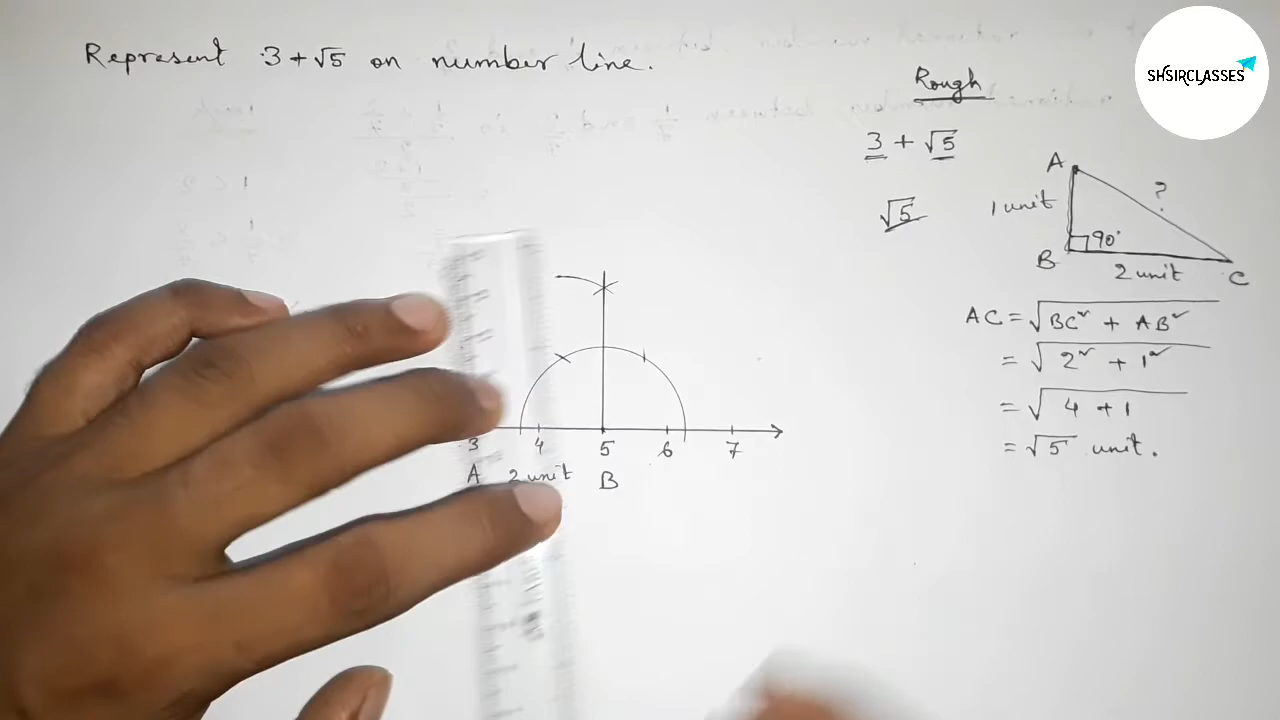 Represent 3 + √5 on number line.
SHSIRCLASSES
Rough
3 + √5
√5
A
1 unit
?
90°
B
2 unit
C
AC = √BC² + AB²
= √2² + 1²
= √4 + 1
= √5 unit.
3 4 5 6 7
A 2 unit B